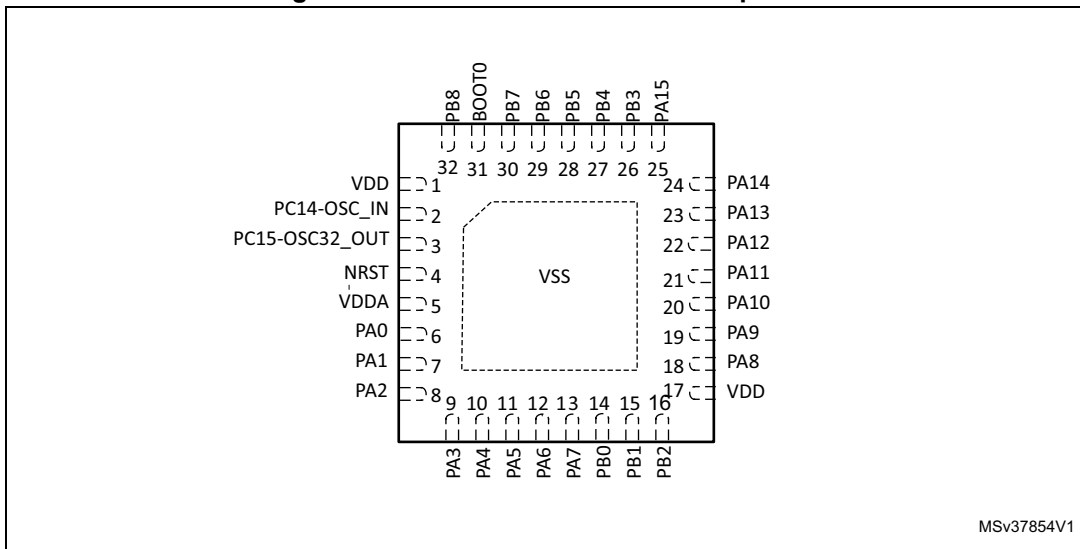 PB8
BOOT0
PB7
PB6
PB5
PB4
PB3
PA15
32 31 30 29 28 27 26 25
VDD 1
PC14-OSC_IN 2
PC15-OSC32_OUT 3
NRST 4
VDDA 5
PA0 6
PA1 7
PA2 8
VSS
24 PA14
23 PA13
22 PA12
21 PA11
20 PA10
19 PA9
18 PA8
17 VDD
9 10 11 12 13 14 15 16
PA3
PA4
PA5
PA6
PA7
PB0
PB1
PB2
MSv37854V1